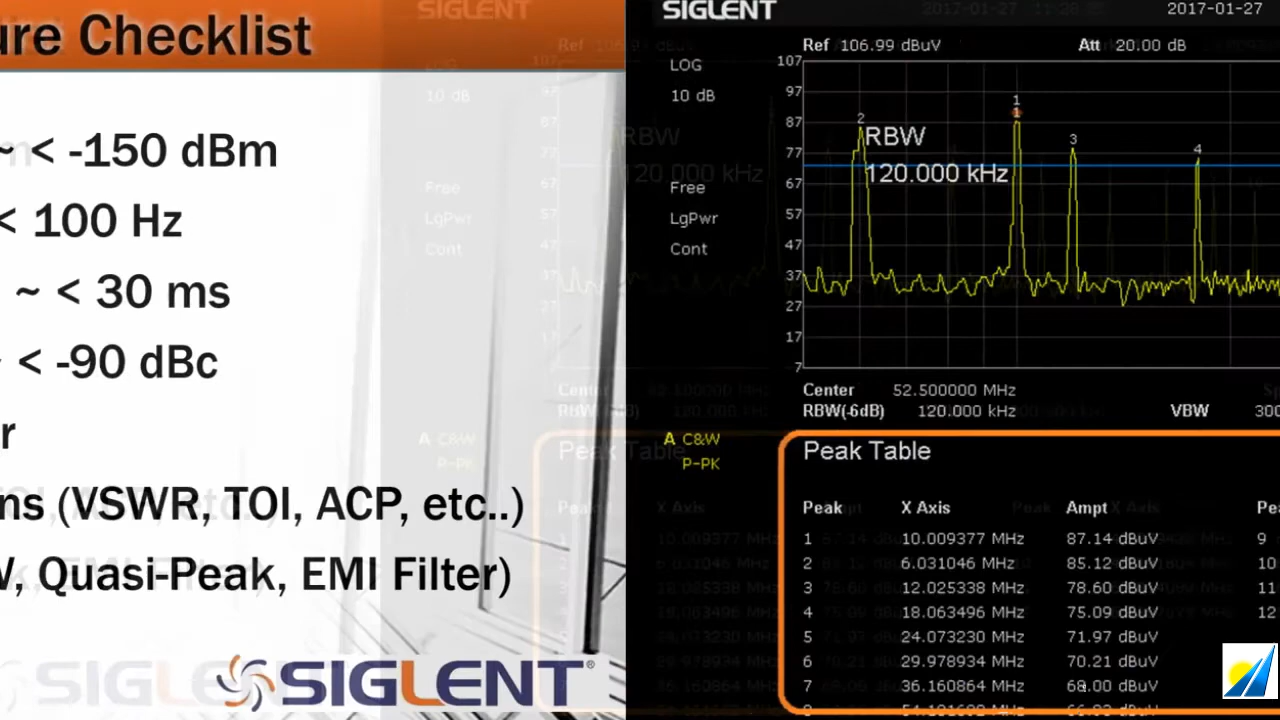 ure Checklist
~ < -150 dBm
< 100 Hz
~ < 30 ms
< -90 dBc
r
ns (VSWR, TOI, ACP, etc..)
W, Quasi-Peak, EMI Filter)
SIGLENT
SIGLENT
2017-01-27
Ref 106.99 dBuV
Att 20.00 dB
LOG
10 dB
Free
LgPwr
Cont
107
97
87
77
67
57
47
37
27
17
7
2
1
1
3
4
RBW
120.000 kHz
Center 52.500000 MHz
RBW(-6dB) 120.000 kHz
VBW 300
A C&W
P-PK
Peak Table
Peak X Axis Ampt Pe
1 10.009377 MHz 87.14 dBuV 9
2 6.031046 MHz 85.12 dBuV 10
3 12.025338 MHz 78.60 dBuV 11
4 18.063496 MHz 75.09 dBuV 12
5 24.073230 MHz 71.97 dBuV
6 29.978934 MHz 70.21 dBuV
7 36.160864 MHz 68.00 dBuV